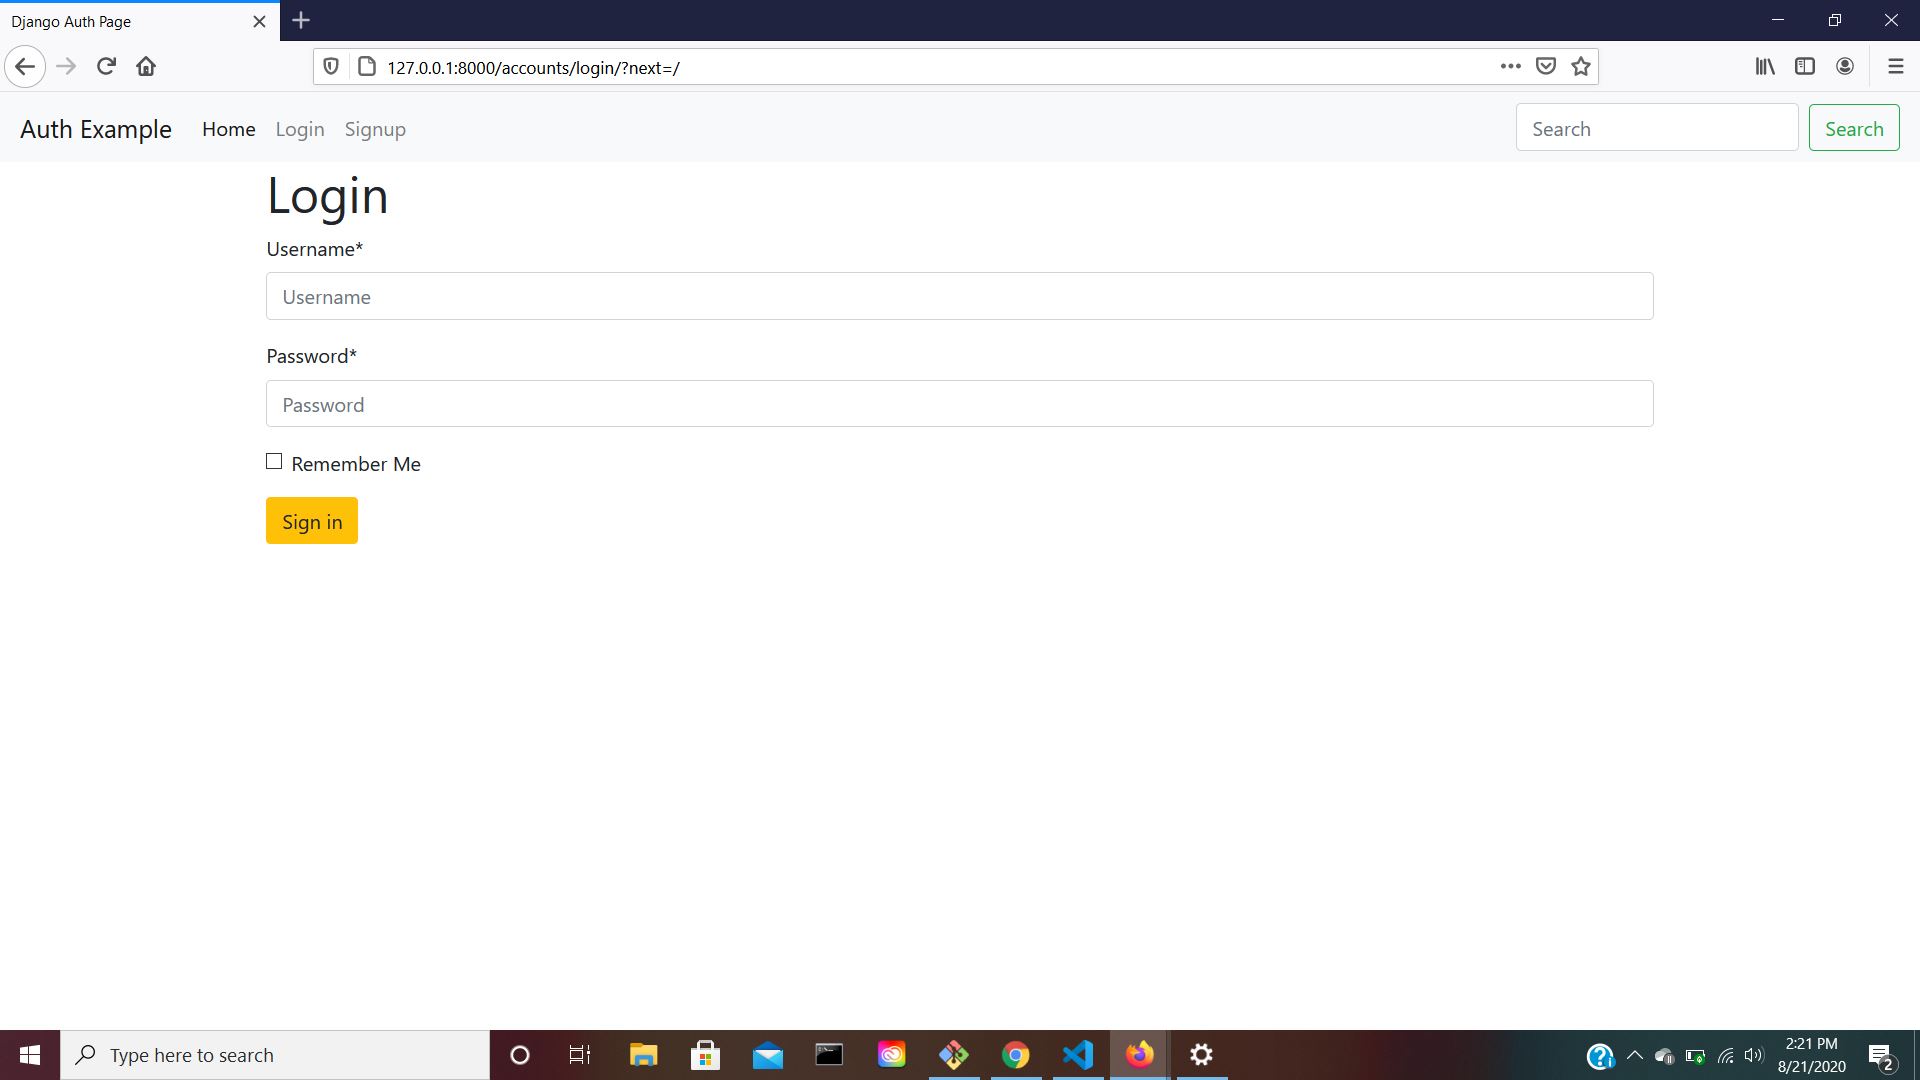 Django Auth Page
127.0.0.1:8000/accounts/login/?next=/
Auth Example Home Login Signup Search Search
Login
Username*
Username
Password*
Password
Remember Me
Sign in
Type here to search
2:21 PM
8/21/2020
2